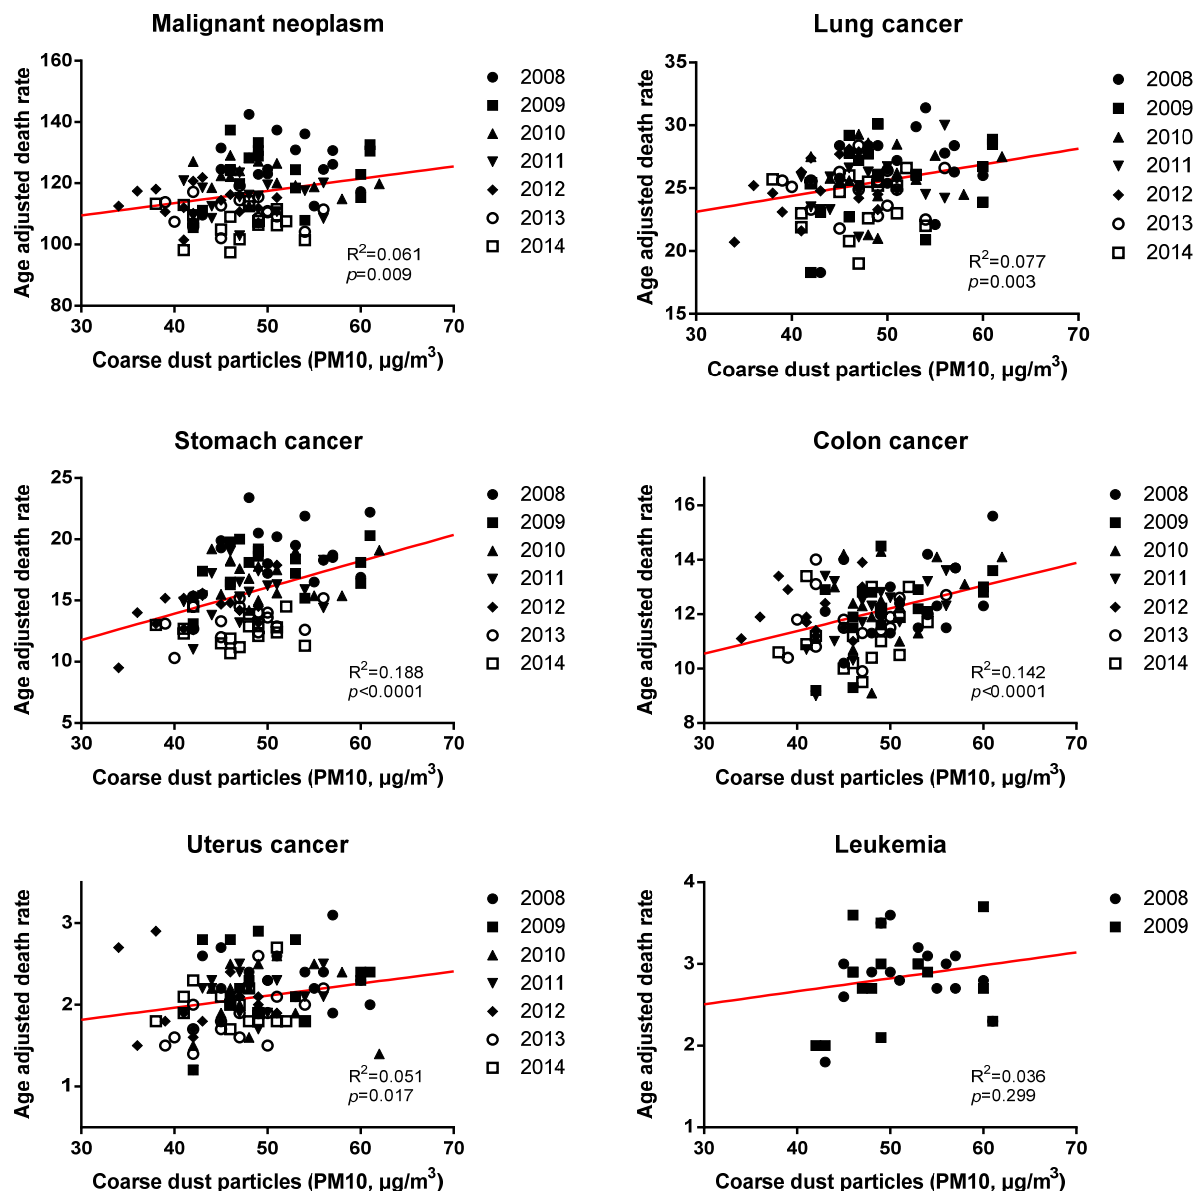 Malignant neoplasm
Age adjusted death rate
160
140
120
100
80
30 40 50 60 70
Coarse dust particles (PM10, µg/m³)
R²=0.061
p=0.009
2008
2009
2010
2011
2012
2013
2014
Lung cancer
Age adjusted death rate
35
30
25
20
15
30 40 50 60 70
Coarse dust particles (PM10, µg/m³)
R²=0.077
p=0.003
2008
2009
2010
2011
2012
2013
2014
Stomach cancer
Age adjusted death rate
25
20
15
10
5
30 40 50 60 70
Coarse dust particles (PM10, µg/m³)
R²=0.188
p<0.0001
2008
2009
2010
2011
2012
2013
2014
Colon cancer
Age adjusted death rate
16
14
12
10
8
30 40 50 60 70
Coarse dust particles (PM10, µg/m³)
R²=0.142
p<0.0001
2008
2009
2010
2011
2012
2013
2014
Uterus cancer
Age adjusted death rate
3
2
1
30 40 50 60 70
Coarse dust particles (PM10, µg/m³)
R²=0.051
p=0.017
2008
2009
2010
2011
2012
2013
2014
Leukemia
Age adjusted death rate
4
3
2
1
30 40 50 60 70
Coarse dust particles (PM10, µg/m³)
R²=0.036
p=0.299
2008
2009